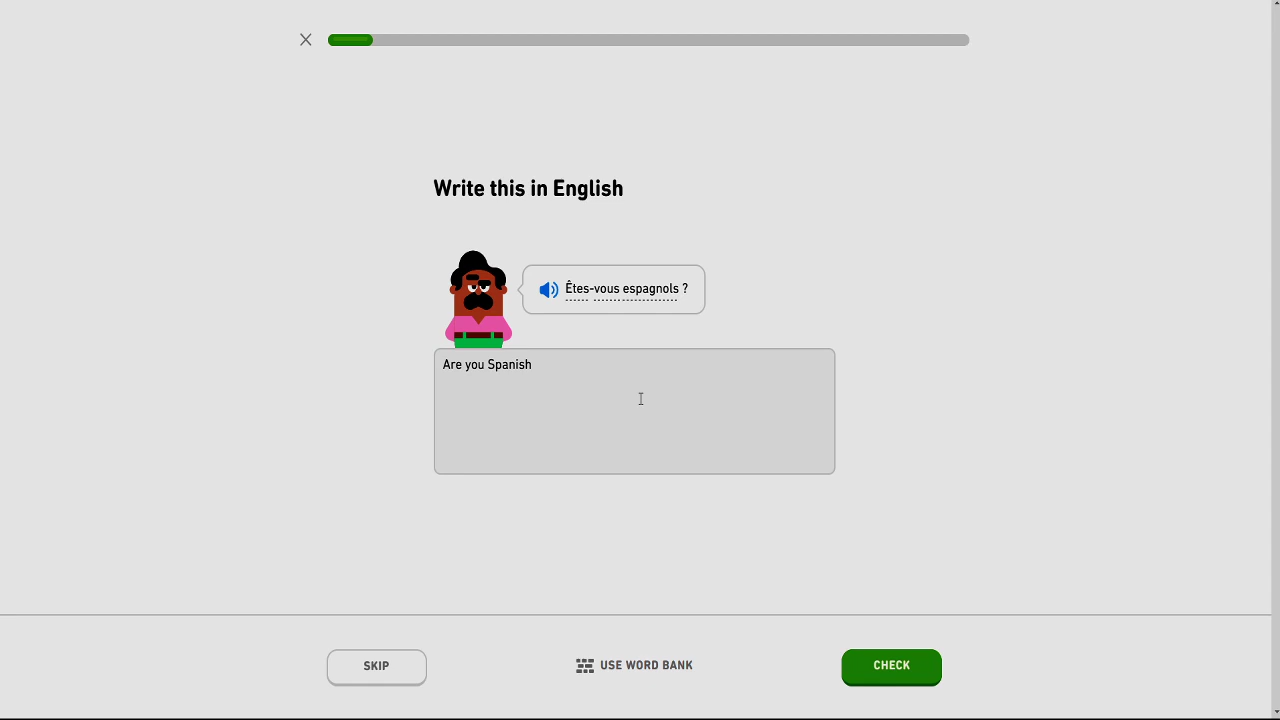 Write this in English
Êtes-vous espagnols ?
Are you Spanish
SKIP
USE WORD BANK
CHECK